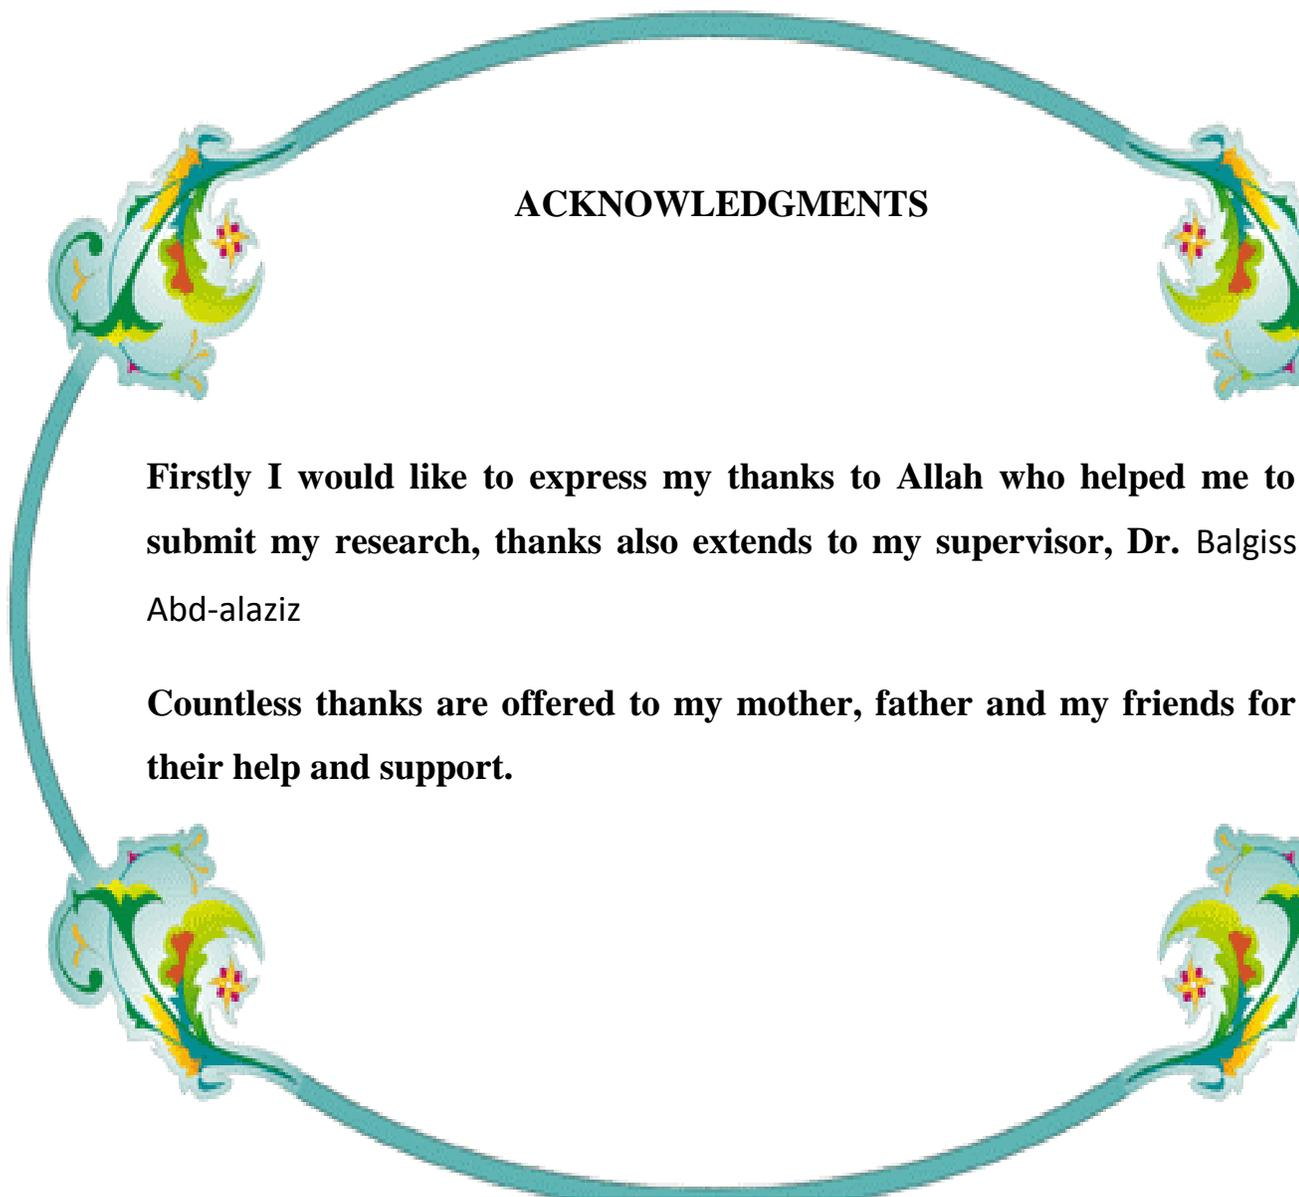 ACKNOWLEDGMENTS
Firstly I would like to express my thanks to Allah who helped me to
submit my research, thanks also extends to my supervisor, Dr. Balgiss
Abd-alaziz
Countless thanks are offered to my mother, father and my friends for
their help and support.